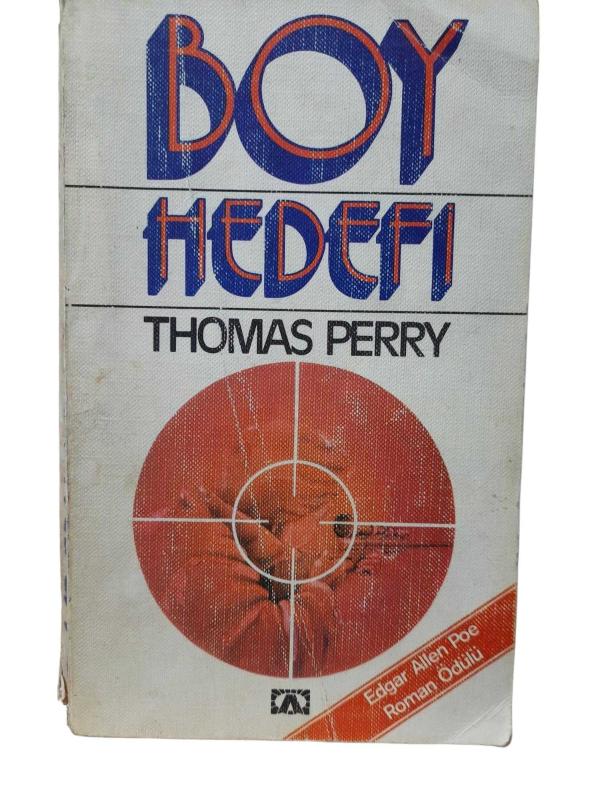 BOY
HEDEFI
THOMAS PERRY
Edgar Allen Poe
Roman Ödülü